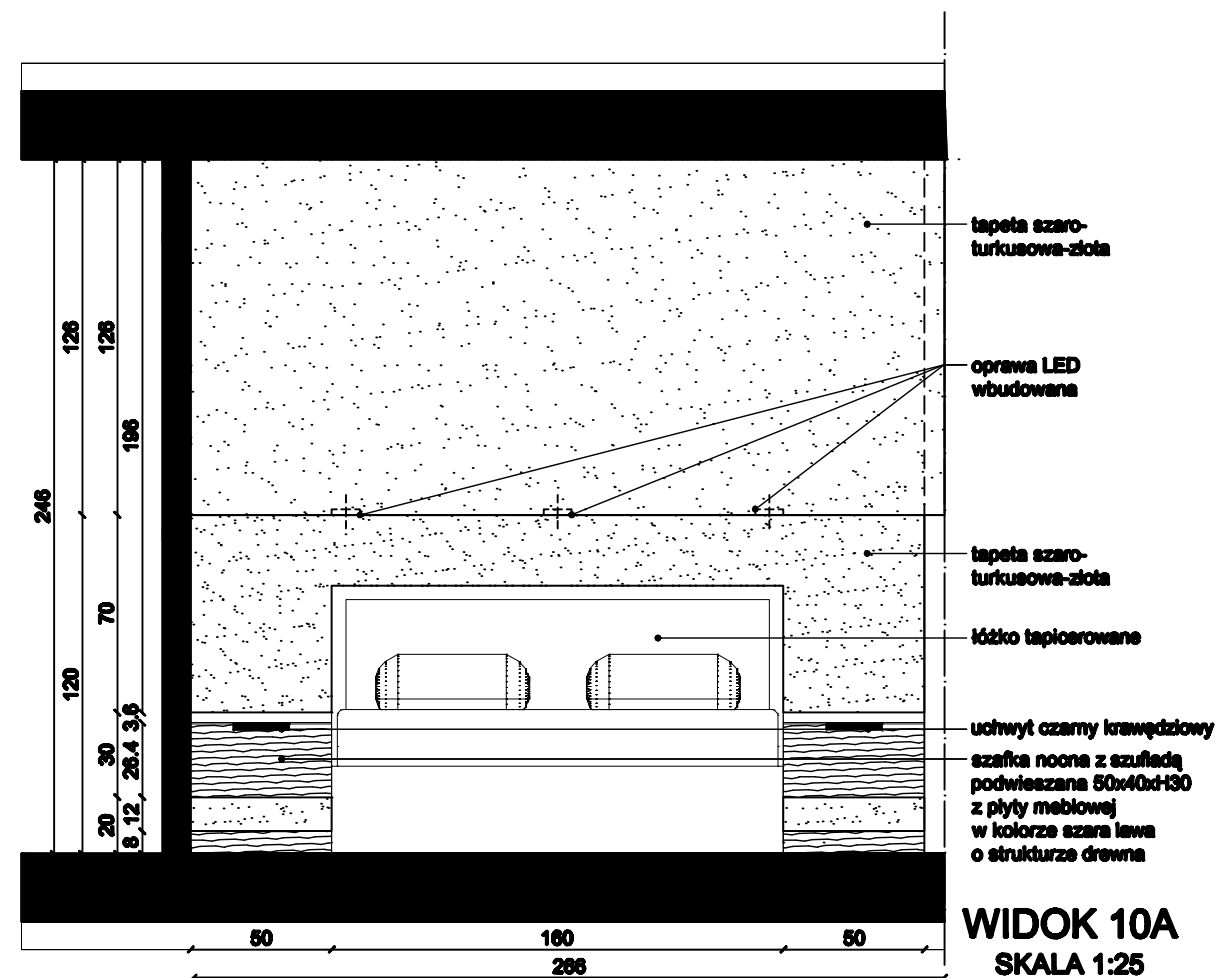 tapeta szaro-
turkusowa-złota
oprawa LED
wbudowana
tapeta szaro-
turkusowa-złota
łóżko tapicerowane
uchwyt czarny krawędziowy
szafka nocna z szufladą
podwieszana 50x40xH30
z płyty meblowej
w kolorze szara lawa
o strukturze drewna
246
126
120
126
70
30
20
196
3,6
26,4
12
8
50
160
50
266
WIDOK 10A
SKALA 1:25